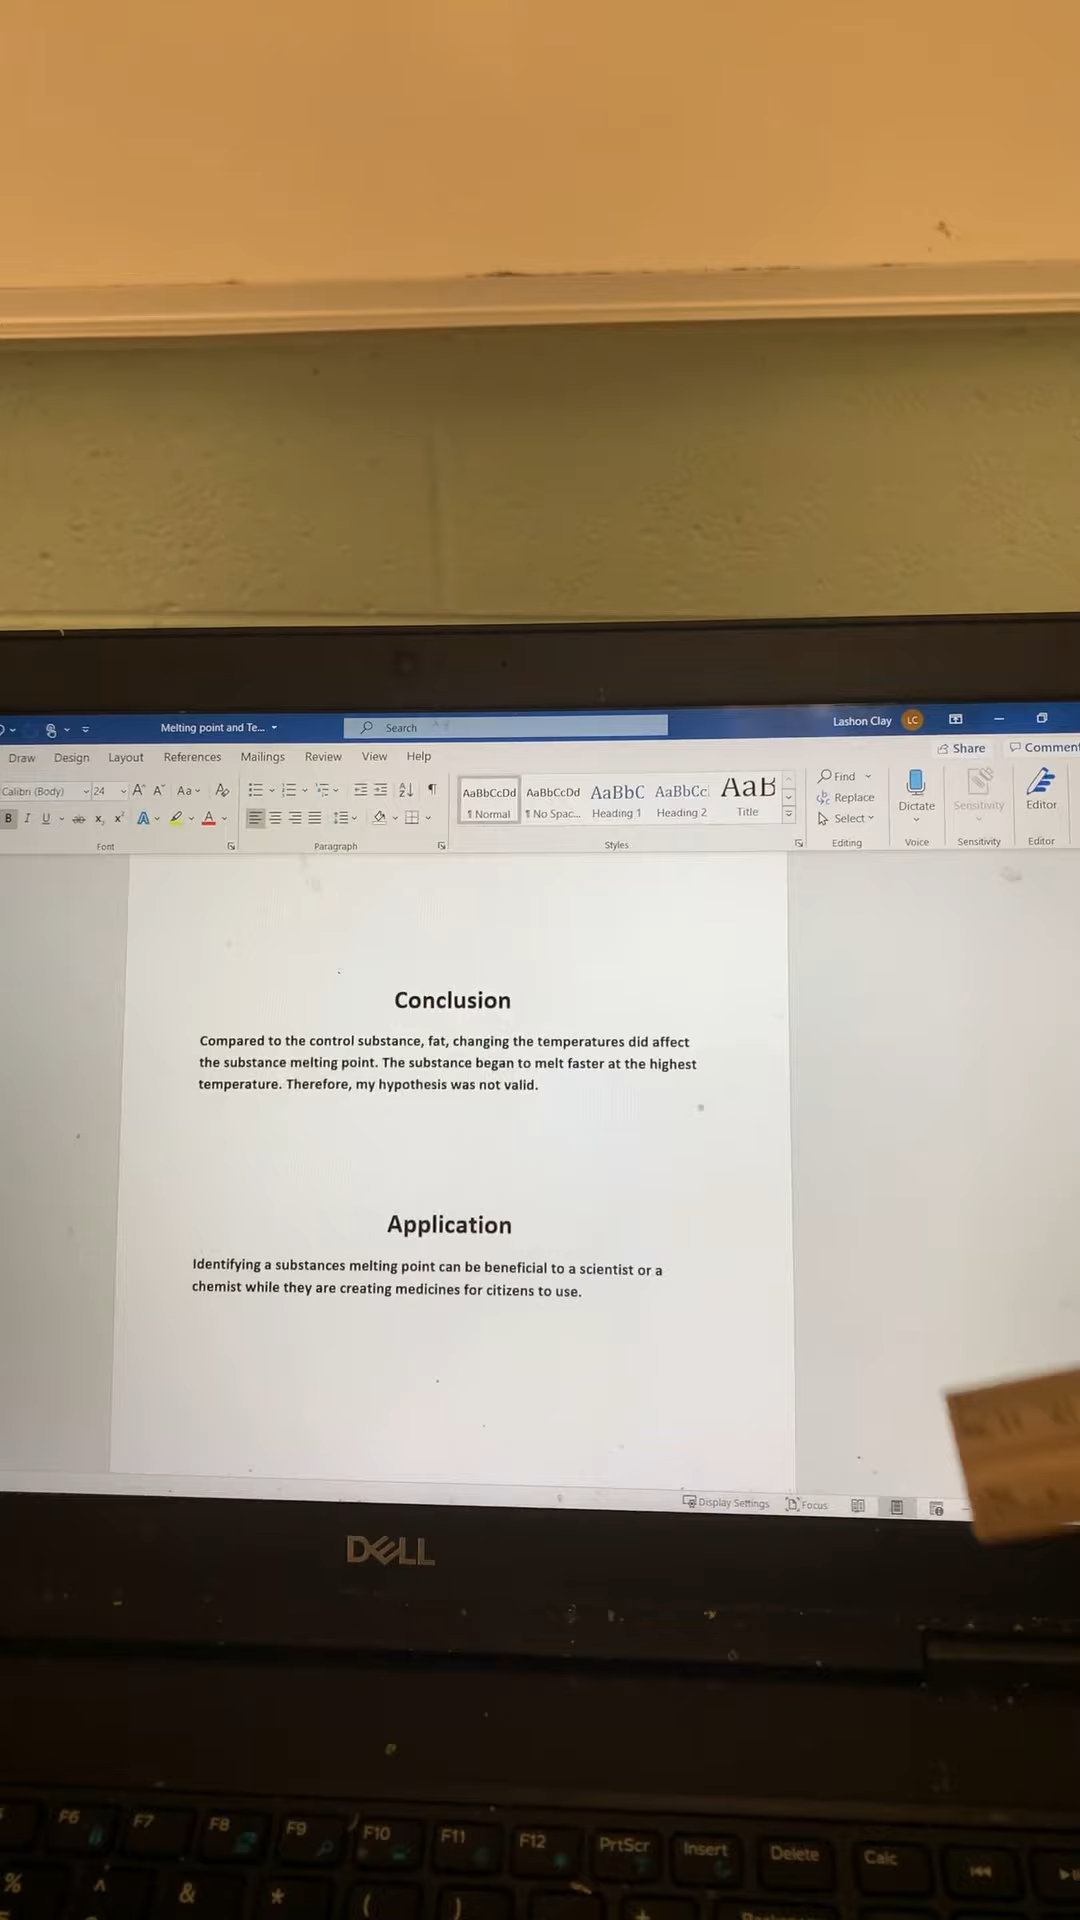 Melting point and Te...
Search
Lashon Clay
LC
Draw Design Layout References Mailings Review View Help
Share
Calibri (Body) 24 A A Aa A
AaBbCcDd AaBbCcDd AaBbC AaBbCc AaB
¶ Normal ¶ No Spac... Heading 1 Heading 2 Title
Find
Replace
Select
Dictate
Sensitivity
Editor
B I U ab x₂ x² A A
Font Paragraph Styles Editing Voice Sensitivity Editor
Conclusion
Compared to the control substance, fat, changing the temperatures did affect
the substance melting point. The substance began to melt faster at the highest
temperature. Therefore, my hypothesis was not valid.
Application
Identifying a substances melting point can be beneficial to a scientist or a
chemist while they are creating medicines for citizens to use.
Display Settings Focus
DELL
F6 F7 F8 F9 F10 F11 F12 PrtScr Insert Delete Calc
% ^ & * ( )